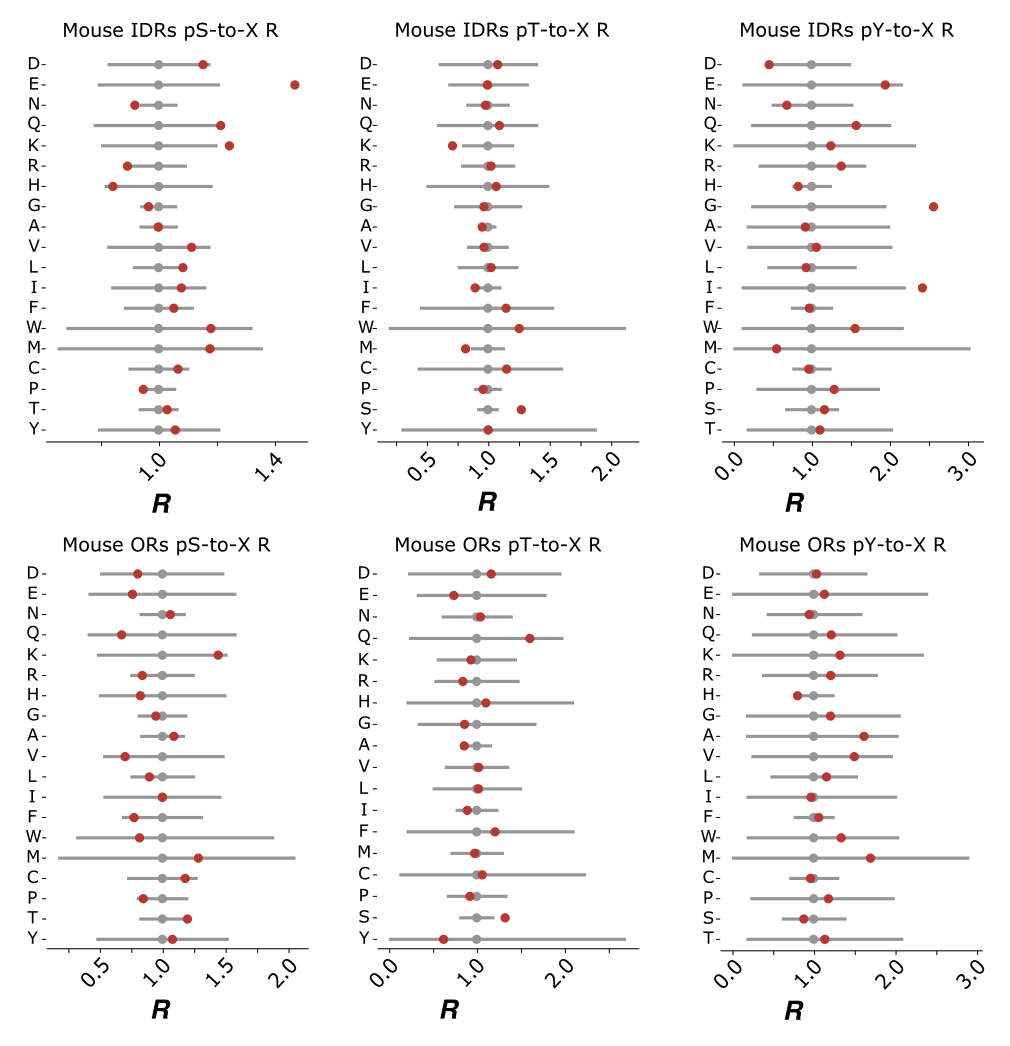 Mouse IDRs pS-to-X R
D
E
N
Q
K
R
H
G
A
V
L
I
F
W
M
C
P
T
Y
1.0 1.4
R
Mouse IDRs pT-to-X R
D
E
N
Q
K
R
H
G
A
V
L
I
F
W
M
C
P
S
Y
0.5 1.0 1.5 2.0
R
Mouse IDRs pY-to-X R
D
E
N
Q
K
R
H
G
A
V
L
I
F
W
M
C
P
S
T
0.0 1.0 2.0 3.0
R
Mouse ORs pS-to-X R
D
E
N
Q
K
R
H
G
A
V
L
I
F
W
M
C
P
T
Y
0.5 1.0 1.5 2.0
R
Mouse ORs pT-to-X R
D
E
N
Q
K
R
H
G
A
V
L
I
F
M
C
P
S
Y
0.0 1.0 2.0
R
Mouse ORs pY-to-X R
D
E
N
Q
K
R
H
G
A
V
L
I
F
W
M
C
P
S
T
0.0 1.0 2.0 3.0
R